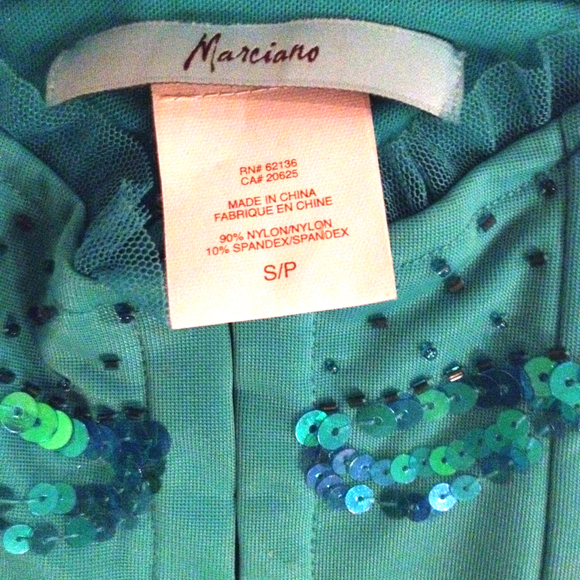 Marciano
RN# 62136
CA# 20625
MADE IN CHINA
FABRIQUE EN CHINE
90% NYLON/NYLON
10% SPANDEX/SPANDEX
S/P